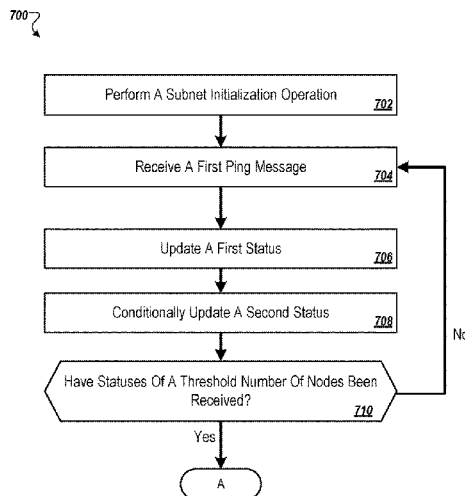 700
Perform A Subnet Initialization Operation
702
Receive A First Ping Message
704
Update A First Status
706
Conditionally Update A Second Status
708
No
Have Statuses Of A Threshold Number Of Nodes Been
Received?
710
Yes
A